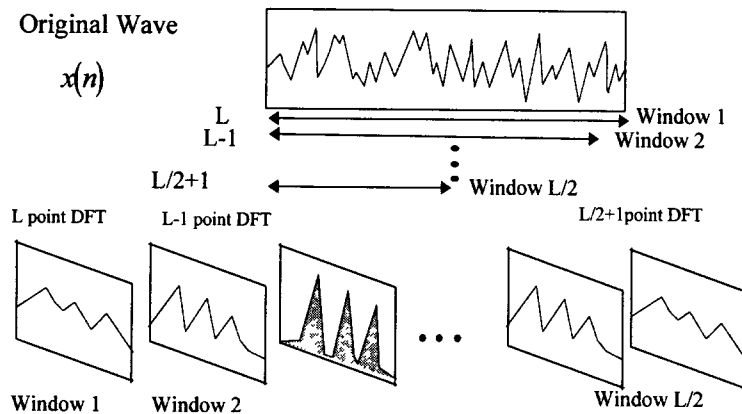 Original Wave
x(n)
L
Window 1
L-1
Window 2
L/2+1
Window L/2
L point DFT
L-1 point DFT
L/2+1point DFT
Window 1
Window 2
Window L/2